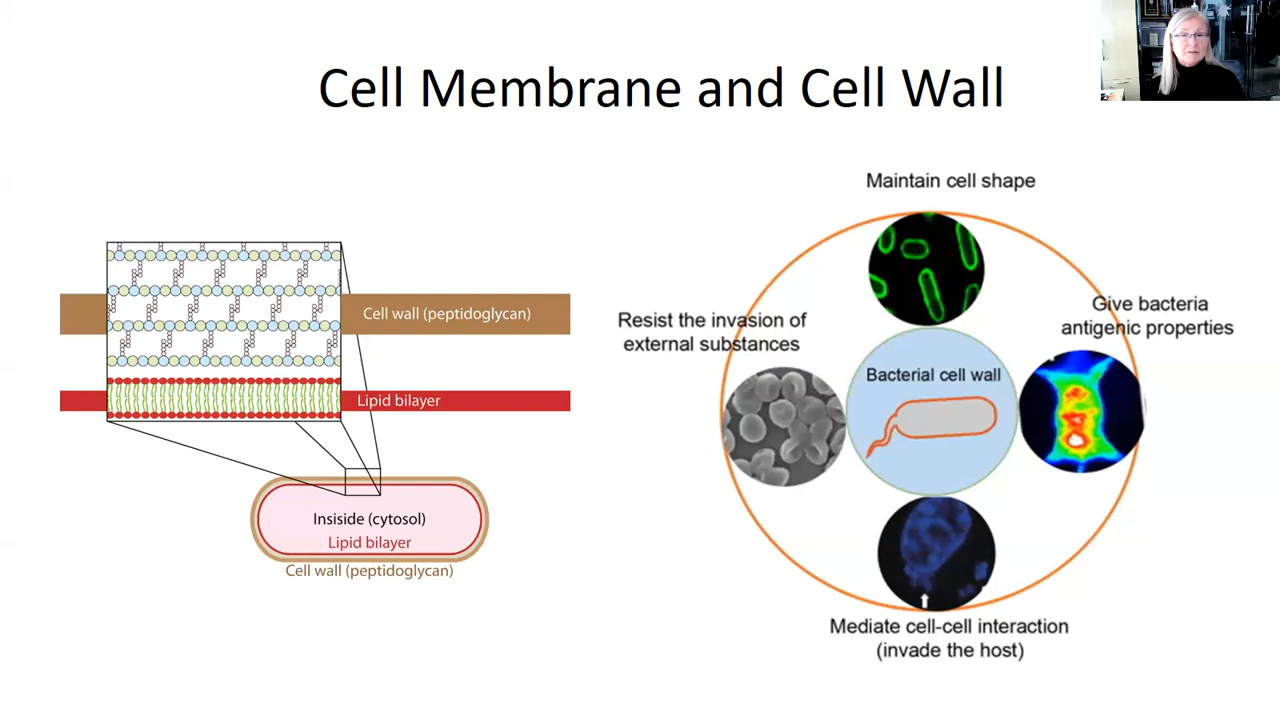 Cell Membrane and Cell Wall
Cell wall (peptidoglycan)
Lipid bilayer
Insiside (cytosol)
Lipid bilayer
Cell wall (peptidoglycan)
Maintain cell shape
Resist the invasion of
external substances
Give bacteria
antigenic properties
Bacterial cell wall
Mediate cell-cell interaction
(invade the host)